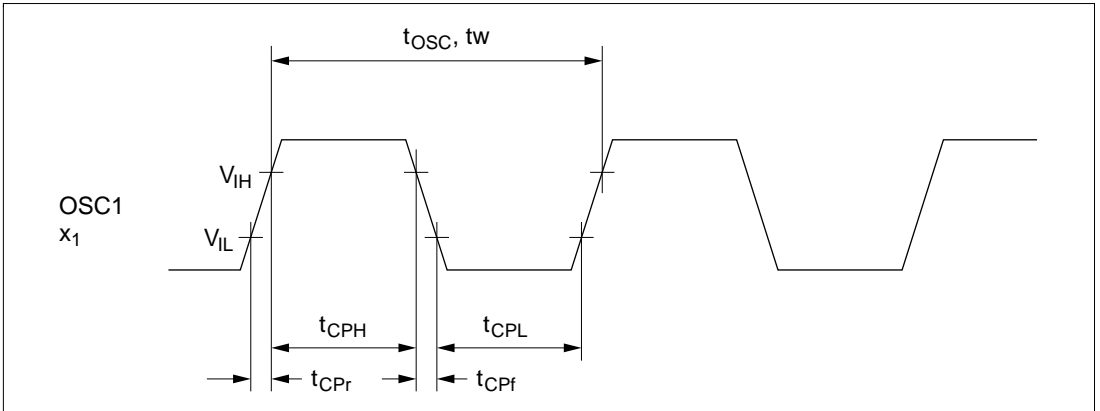 tOSC, tw
VIH
OSC1
x1
VIL
tCPH
tCPL
tCPr
tCPf